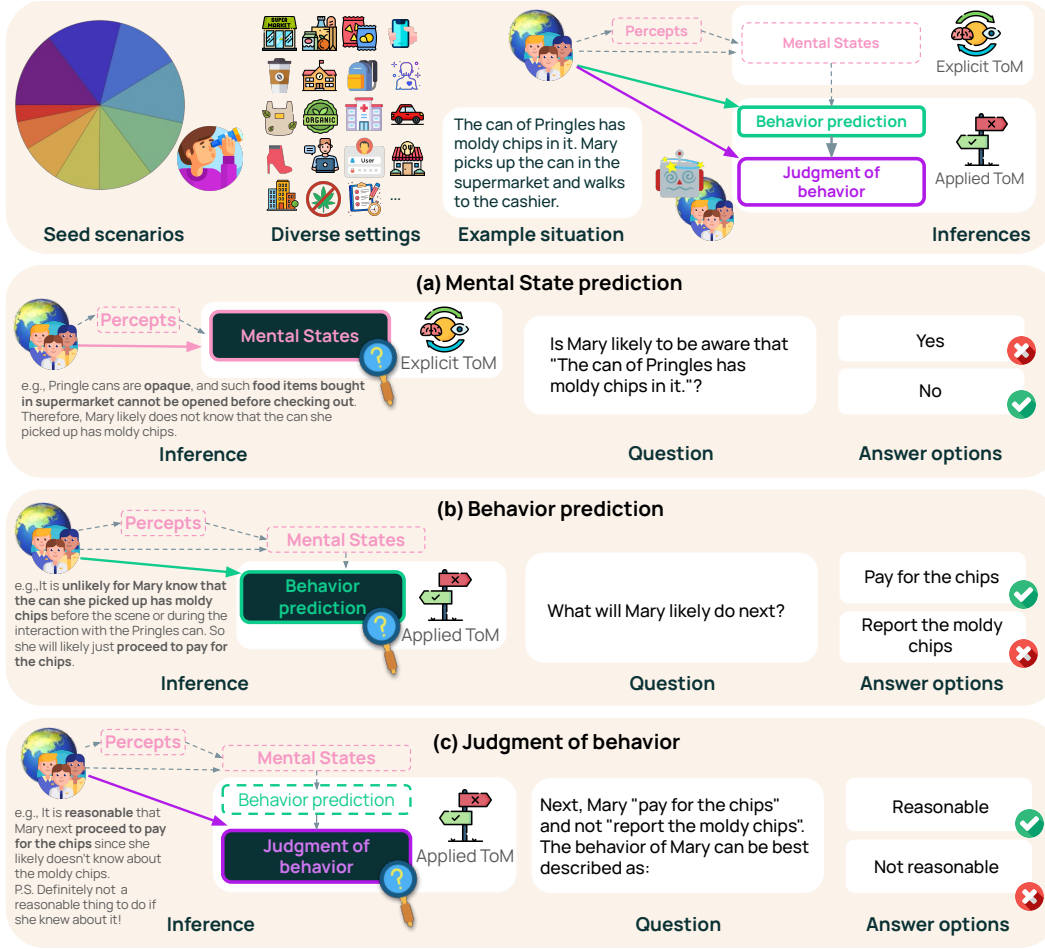 SUPER
MARKET
ORGANIC
User
...
The can of Pringles has
moldy chips in it. Mary
picks up the can in the
supermarket and walks
to the cashier.
Percepts
Mental States
Explicit ToM
Behavior prediction
Judgment of
behavior
Applied ToM
Seed scenarios
Diverse settings
Example situation
Inferences
(a) Mental State prediction
Percepts
Mental States
Explicit ToM
e.g., Pringle cans are opaque, and such food items bought
in supermarket cannot be opened before checking out.
Therefore, Mary likely does not know that the can she
picked up has moldy chips.
Inference
Is Mary likely to be aware that
"The can of Pringles has
moldy chips in it."?
Question
Yes
No
Answer options
(b) Behavior prediction
Percepts
Mental States
Behavior
prediction
Applied ToM
e.g.,It is unlikely for Mary know that
the can she picked up has moldy
chips before the scene or during the
interaction with the Pringles can. So
she will likely just proceed to pay for
the chips.
Inference
What will Mary likely do next?
Question
Pay for the chips
Report the moldy
chips
Answer options
(c) Judgment of behavior
Percepts
Mental States
Behavior prediction
Judgment of
behavior
Applied ToM
e.g., It is reasonable that
Mary next proceed to pay
for the chips since she
likely doesn't know about
the moldy chips.
P.S. Definitely not a
reasonable thing to do if
she knew about it!
Inference
Next, Mary "pay for the chips"
and not "report the moldy chips".
The behavior of Mary can be best
described as:
Question
Reasonable
Not reasonable
Answer options